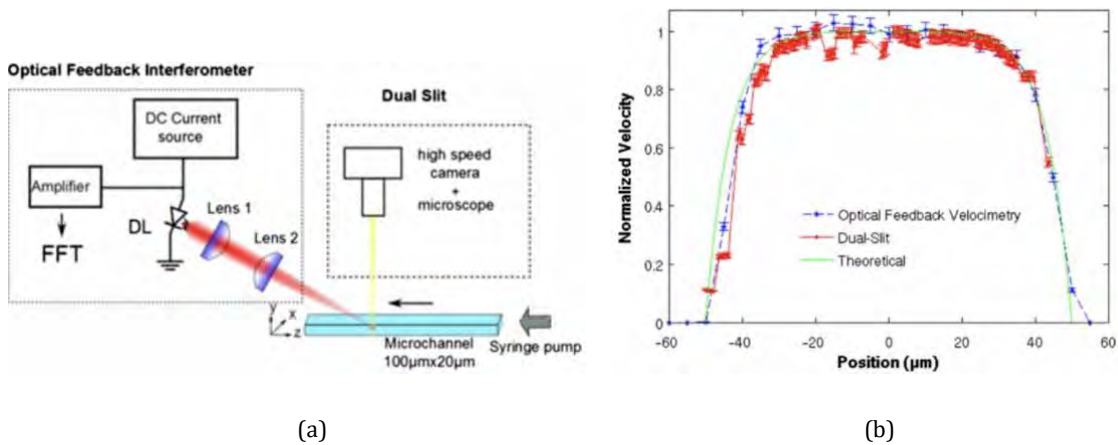 Optical Feedback Interferometer
DC Current
source
Amplifier
DL
FFT
Lens 1
Lens 2
Dual Slit
high speed
camera
+
microscope
y
x
z
Microchannel
100µmx20µm
Syringe pump
(a)
Normalized Velocity
1
0.8
0.6
0.4
0.2
0
Optical Feedback Velocimetry
Dual-Slit
Theoretical
−60 −40 −20 0 20 40 60
Position (µm)
(b)